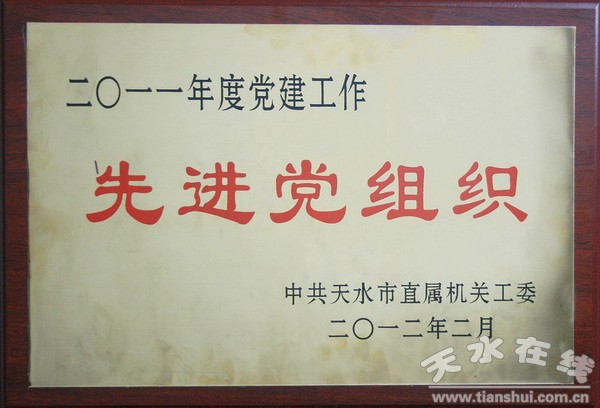 二〇一一年度党建工作
先进党组织
中共天水市直属机关工委
二〇一二年二月
天水在线
www.tianshui.com.cn